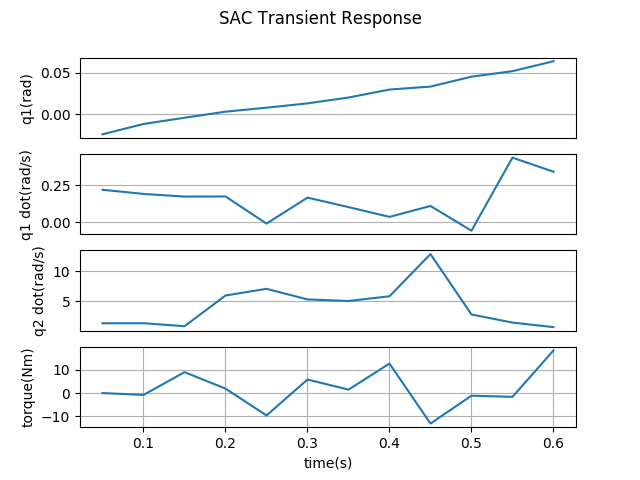 SAC Transient Response
q1(rad)
0.05
0.00
q1 dot(rad/s)
0.25
0.00
q2 dot(rad/s)
10
5
torque(Nm)
10
0
−10
0.1 0.2 0.3 0.4 0.5 0.6
time(s)